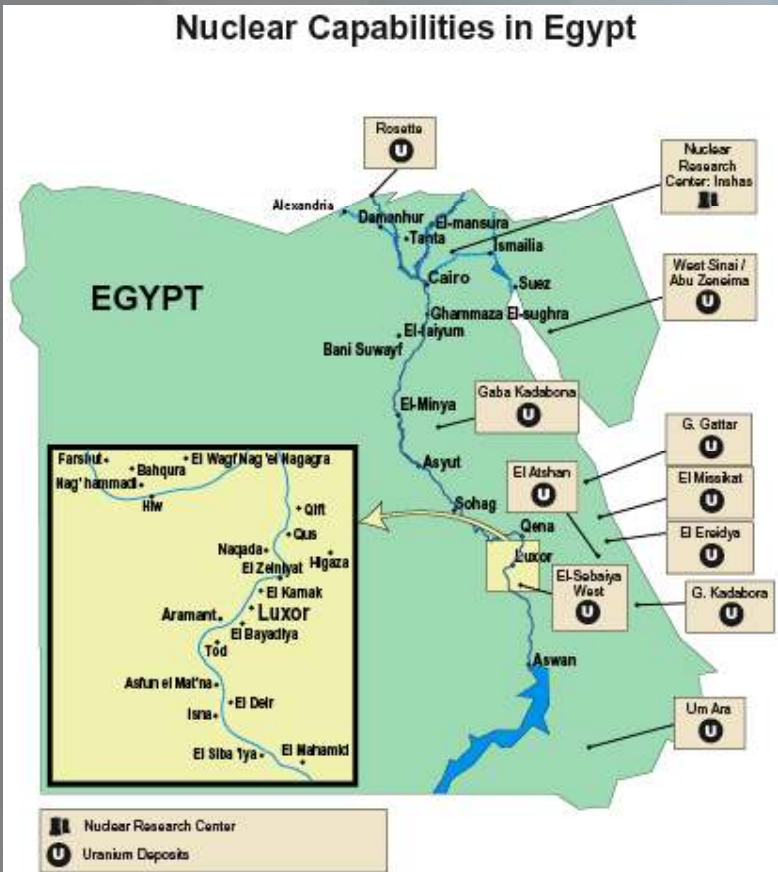 Nuclear Capabilities in Egypt
Rosette
U
Nuclear
Research
Center: Inshas
Alexandria
Damanhur
El-mansura
Tanta
Ismailia
Cairo
Suez
West Sinai /
Abu Zeneima
U
EGYPT
Ghammaza El-sughra
El-faiyum
Bani Suwayf
El-Minya
Gaba Kadabona
U
Asyut
G. Gattar
U
El Atshan
U
El Missikat
U
Sohag
Qena
El Ereidya
U
Luxor
El-Sebaiya
West
U
G. Kadabora
U
Aswan
Um Ara
U
Farshut
El Wagf
Nag 'el Nagagra
Bahqura
Nag' hammadi
Hiw
Qift
Qus
Naqada
Higaza
El Zeiniyat
El Karnak
Luxor
Aramant
El Bayadiya
Tod
Asfun el Mat'na
El Deir
Isna
El Siba 'iya
El Mahamid
Nuclear Research Center
U
Uranium Deposits